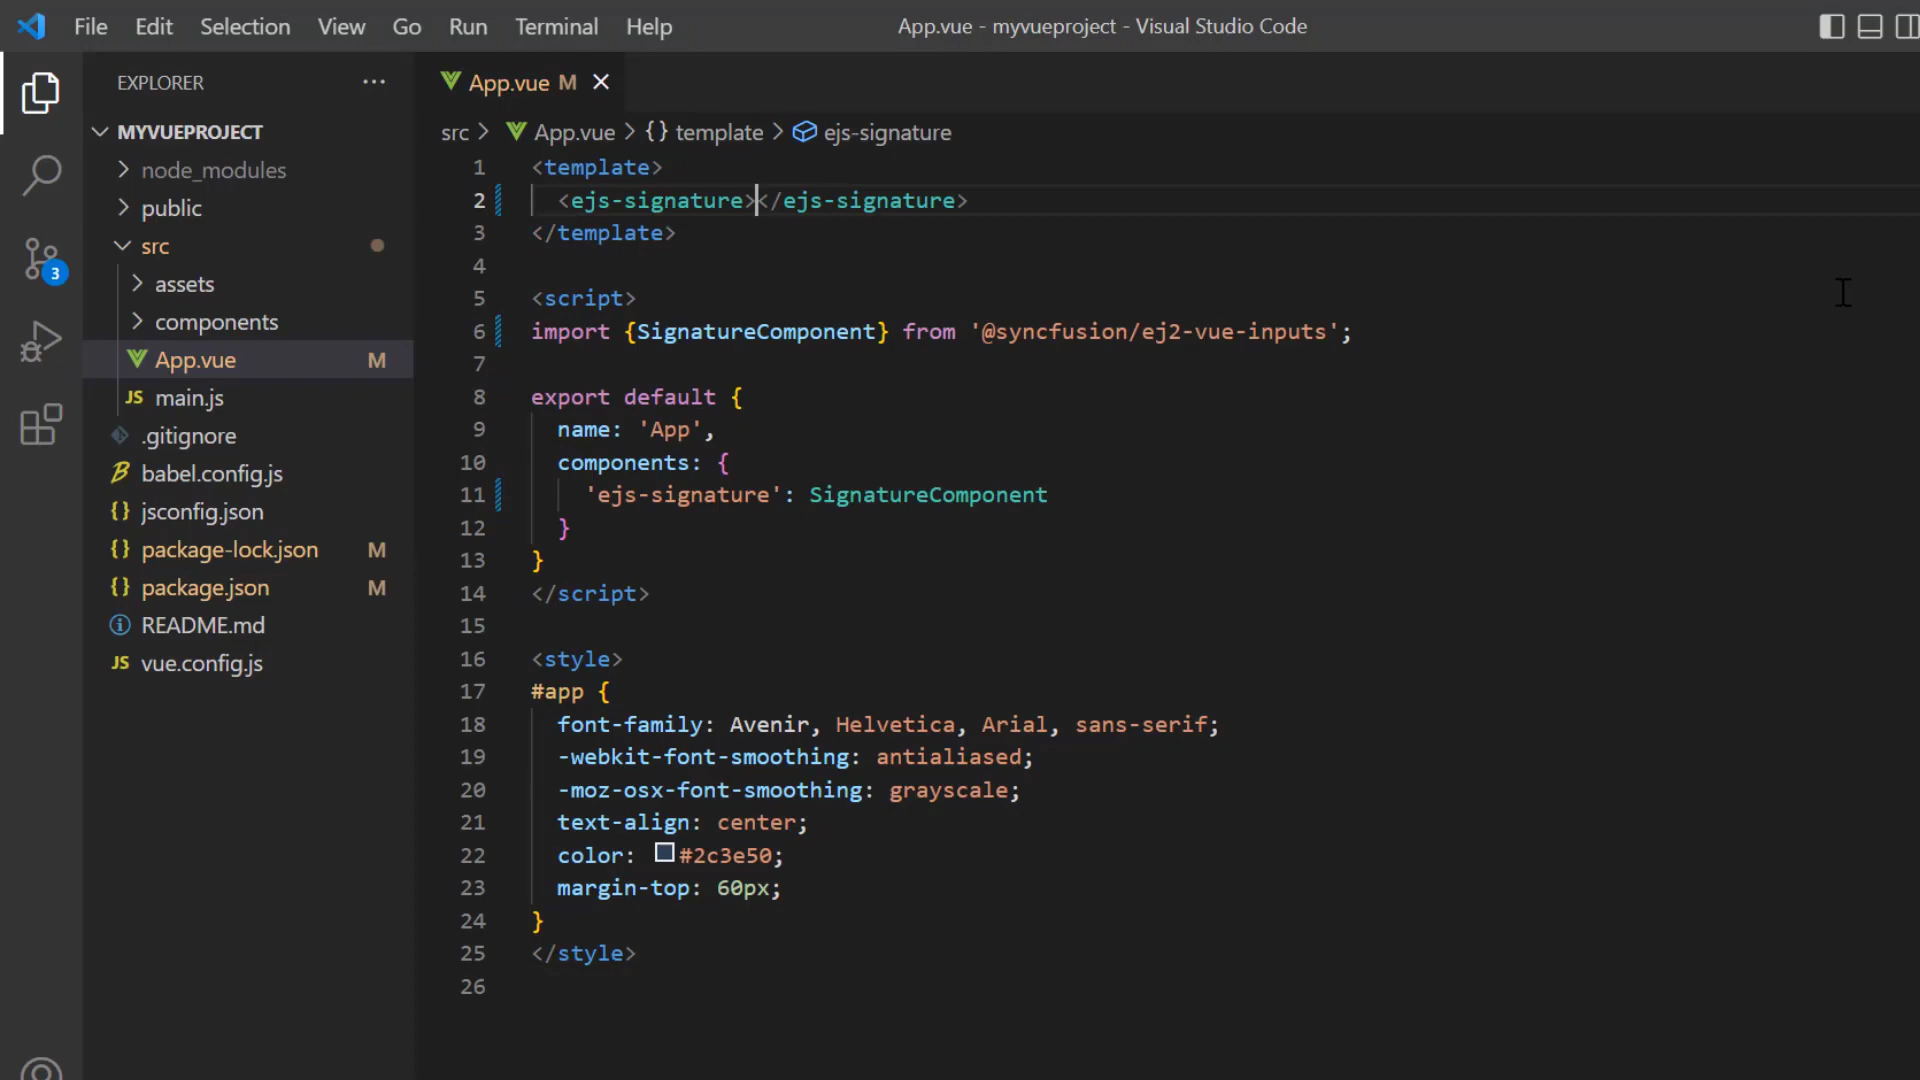 File Edit Selection View Go Run Terminal Help
App.vue - myvueproject - Visual Studio Code
EXPLORER ...
MYVUEPROJECT
node_modules
public
src
assets
components
App.vue M
JS main.js
.gitignore
babel.config.js
{} jsconfig.json
{} package-lock.json M
{} package.json M
README.md
JS vue.config.js
3
App.vue M
src > App.vue > {} template > ejs-signature
1 <template>
2 <ejs-signature></ejs-signature>
3 </template>
4
5 <script>
6 import {SignatureComponent} from '@syncfusion/ej2-vue-inputs';
7
8 export default {
9 name: 'App',
10 components: {
11 'ejs-signature': SignatureComponent
12 }
13 }
14 </script>
15
16 <style>
17 #app {
18 font-family: Avenir, Helvetica, Arial, sans-serif;
19 -webkit-font-smoothing: antialiased;
20 -moz-osx-font-smoothing: grayscale;
21 text-align: center;
22 color: #2c3e50;
23 margin-top: 60px;
24 }
25 </style>
26